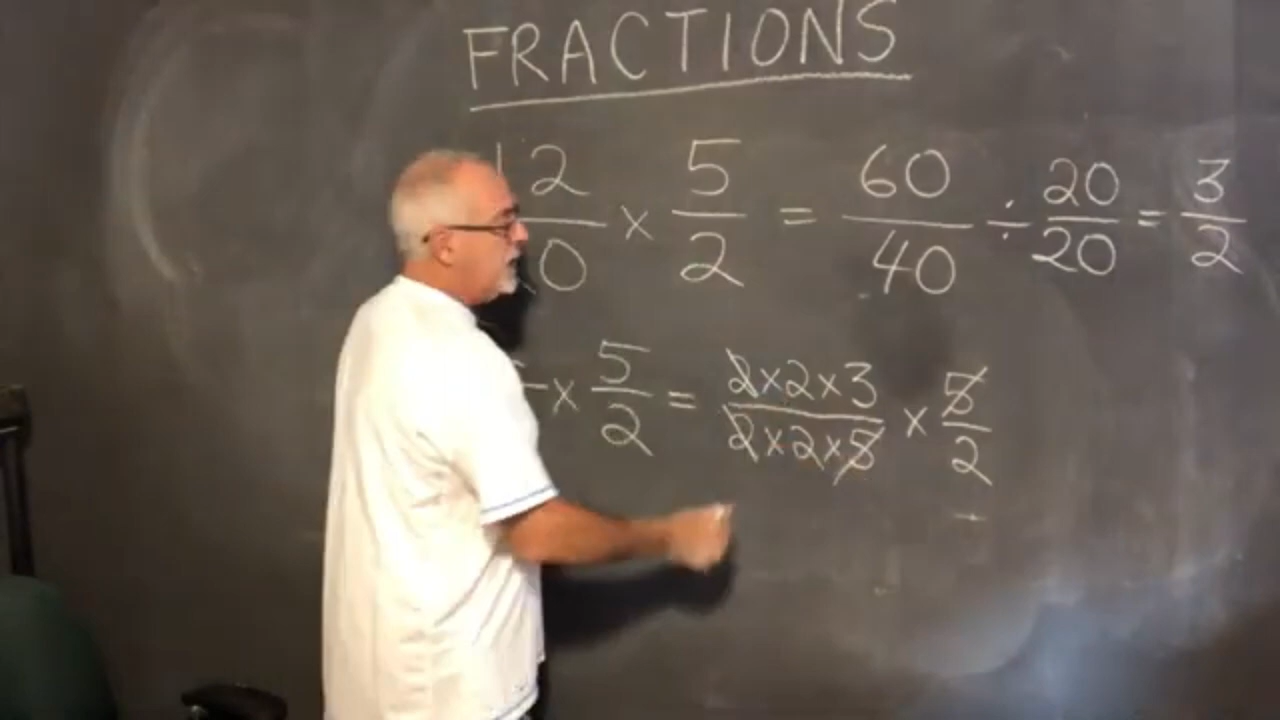 FRACTIONS
12/0 × 5/2 = 60/40 ÷ 20/20 = 3/2
× 5/2 = 2×2×3/2×2×5 × 5/2